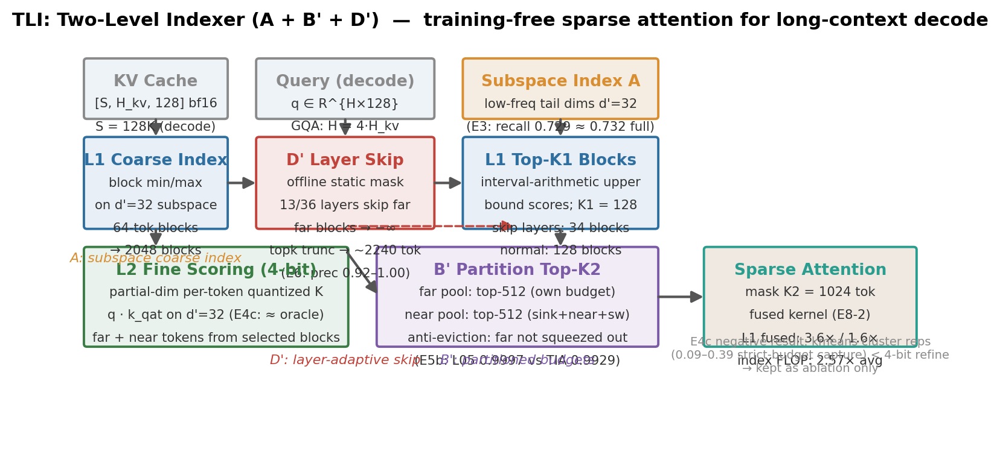 TLI: Two-Level Indexer (A + B' + D')  —  training-free sparse attention for long-context decode
KV Cache
[S, H_kv, 128] bf16
S = 128K (decode)
Query (decode)
q ∈ R^{H×128}
GQA: H = 4·H_kv
Subspace Index A
low-freq tail dims d'=32
(E3: recall 0.729 ≈ 0.732 full)
L1 Coarse Index
block min/max
on d'=32 subspace
64-tok blocks
→ 2048 blocks
D' Layer Skip
offline static mask
13/36 layers skip far
far blocks → −∞
topk trunc → ~2240 tok
(E6: prec 0.92–1.00)
L1 Top-K1 Blocks
interval-arithmetic upper
bound scores; K1 = 128
skip layers: 34 blocks
normal: 128 blocks
A: subspace coarse index
L2 Fine Scoring (4-bit)
partial-dim per-token quantized K
q · k_qat on d'=32 (E4c: ≈ oracle)
far + near tokens from selected blocks
B' Partition Top-K2
far pool: top-512 (own budget)
near pool: top-512 (sink+near+sw)
anti-eviction: far not squeezed out
(E5b: L05 0.9997 vs TIA 0.9929)
Sparse Attention
mask K2 = 1024 tok
fused kernel (E8-2)
L1 fused: 3.6× / 1.6×
index FLOP: 2.57× avg
D': layer-adaptive skip
B': partitioned budgets
E4c negative result: kmeans cluster reps
(0.09–0.39 strict-budget capture) < 4-bit refine
→ kept as ablation only